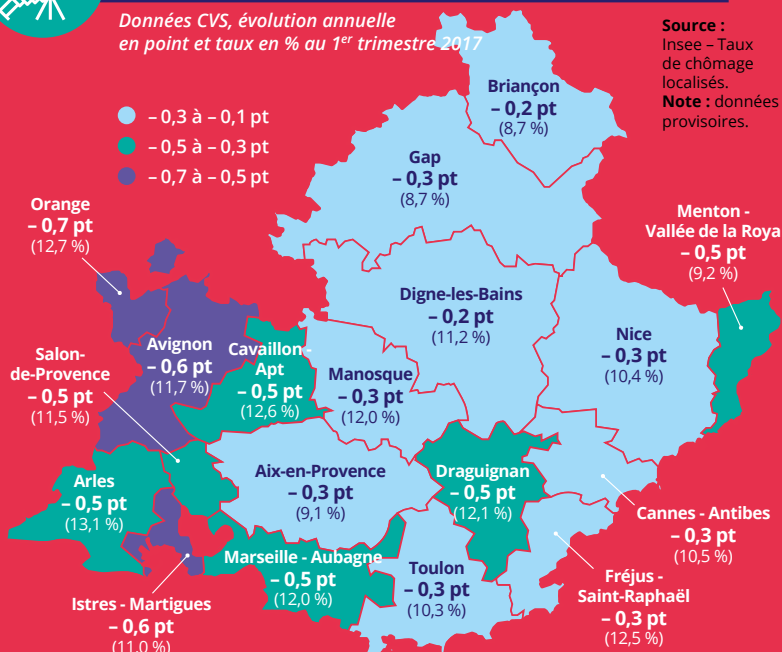 Données CVS, évolution annuelle
en point et taux en % au 1er trimestre 2017
Source :
Insee – Taux
de chômage
localisés.
Note : données
provisoires.
– 0,3 à – 0,1 pt
– 0,5 à – 0,3 pt
– 0,7 à – 0,5 pt
Briançon
– 0,2 pt
(8,7 %)
Gap
– 0,3 pt
(8,7 %)
Orange
– 0,7 pt
(12,7 %)
Menton -
Vallée de la Roya
– 0,5 pt
(9,2 %)
Digne-les-Bains
– 0,2 pt
(11,2 %)
Nice
– 0,3 pt
(10,4 %)
Avignon
– 0,6 pt
(11,7 %)
Cavaillon-
Apt
– 0,5 pt
(12,6 %)
Salon-
de-Provence
– 0,5 pt
(11,5 %)
Manosque
– 0,3 pt
(12,0 %)
Arles
– 0,5 pt
(13,1 %)
Aix-en-Provence
– 0,3 pt
(9,1 %)
Draguignan
– 0,5 pt
(12,1 %)
Cannes - Antibes
– 0,3 pt
(10,5 %)
Marseille - Aubagne
– 0,5 pt
(12,0 %)
Toulon
– 0,3 pt
(10,3 %)
Fréjus -
Saint-Raphaël
– 0,3 pt
(12,5 %)
Istres - Martigues
– 0,6 pt
(11,0 %)